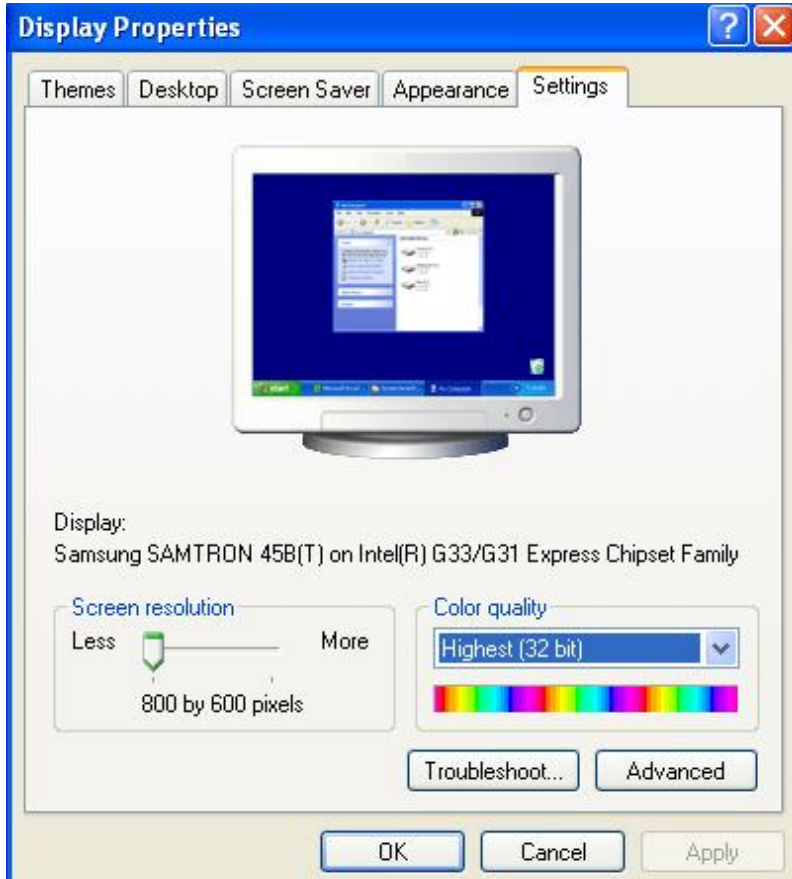 Display Properties
Themes Desktop Screen Saver Appearance Settings
start
Display:
Samsung SAMTRON 45B(T) on Intel(R) G33/G31 Express Chipset Family
Screen resolution
Less More
800 by 600 pixels
Color quality
Highest (32 bit)
Troubleshoot... Advanced
OK Cancel Apply